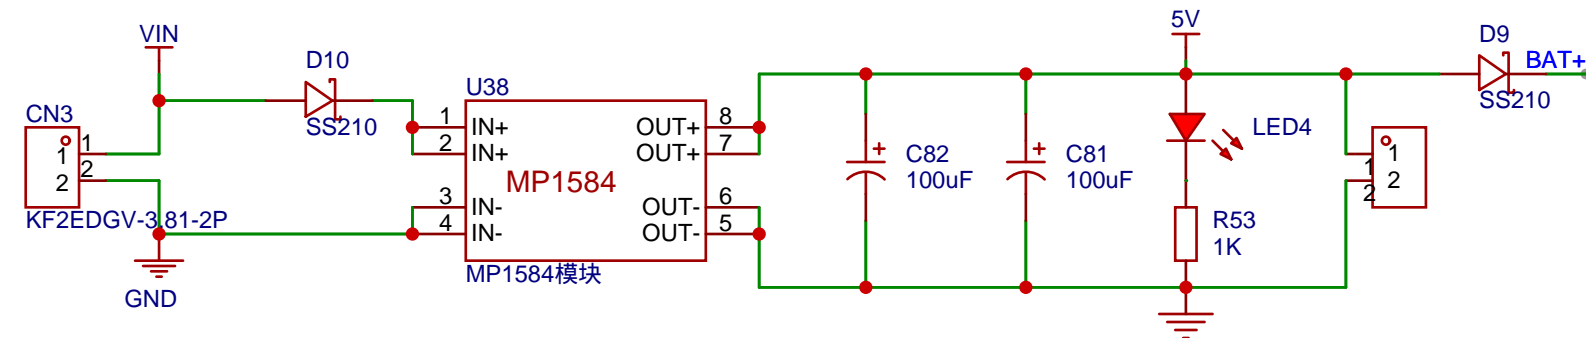 VIN
CN3
1
2
1
2
KF2EDGV-3.81-2P
GND
D10
SS210
U38
1
2
3
4
IN+
IN+
IN-
IN-
MP1584
OUT+
OUT+
OUT-
OUT-
8
7
6
5
MP1584模块
C82
100uF
C81
100uF
5V
LED4
R53
1K
1
2
1
2
D9
SS210
BAT+